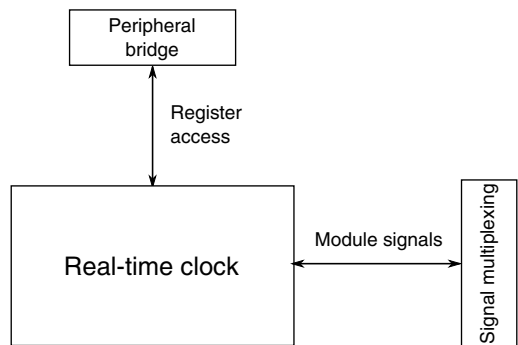 Peripheral
bridge
Register
access
Real-time clock
Module signals
Signal multiplexing